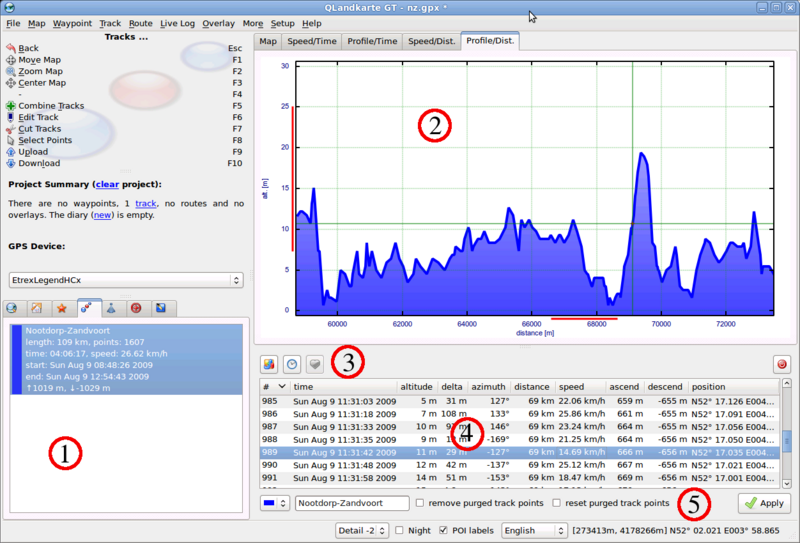 QLandkarte GT - nz.gpx *
File Map Waypoint Track Route Live Log Overlay More Setup Help
Tracks ...
Back Esc
Move Map F1
Zoom Map F2
Center Map F3
- F4
Combine Tracks F5
Edit Track F6
Cut Tracks F7
Select Points F8
Upload F9
Download F10
Project Summary (clear project):
There are no waypoints, 1 track, no routes and no
overlays. The diary (new) is empty.
GPS Device:
EtrexLegendHCx
Nootdorp-Zandvoort
length: 109 km, points: 1607
time: 04:06:17, speed: 26.62 km/h
start: Sun Aug 9 08:48:26 2009
end: Sun Aug 9 12:54:43 2009
↑1019 m, ↓-1029 m
1
Map Speed/Time Profile/Time Speed/Dist. Profile/Dist.
30
25
20
15
10
5
0
alt. [m]
2
60000 62000 64000 66000 68000 70000 72000
distance [m]
3
# time altitude delta azimuth distance speed ascend descend position
985 Sun Aug 9 11:31:03 2009 5 m 31 m 127° 69 km 22.06 km/h 659 m -655 m N52° 17.126 E004...
986 Sun Aug 9 11:31:18 2009 7 m 108 m 133° 69 km 25.86 km/h 661 m -655 m N52° 17.091 E004...
987 Sun Aug 9 11:31:33 2009 10 m m 146° 69 km 23.24 km/h 664 m -655 m N52° 17.056 E004...
988 Sun Aug 9 11:31:35 2009 9 m m -169° 69 km 21.25 km/h 664 m -656 m N52° 17.050 E004...
989 Sun Aug 9 11:31:42 2009 11 m 29 m -127° 69 km 14.69 km/h 666 m -656 m N52° 17.035 E004...
990 Sun Aug 9 11:31:48 2009 12 m 42 m -137° 69 km 25.12 km/h 667 m -656 m N52° 17.021 E004...
991 Sun Aug 9 11:31:58 2009 14 m 51 m -153° 69 km 18.47 km/h 669 m -656 m N52° 17.001 E004...
4
Nootdorp-Zandvoort remove purged track points reset purged track points 5 Apply
Detail -2 Night POI labels English [273413m, 4178266m] N52° 02.021 E003° 58.865